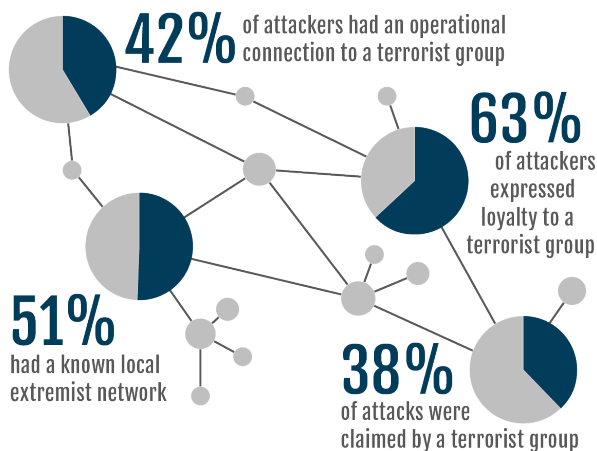 42%
of attackers had an operational
connection to a terrorist group
63%
of attackers
expressed
loyalty to a
terrorist group
51%
had a known local
extremist network
38%
of attacks were
claimed by a terrorist group